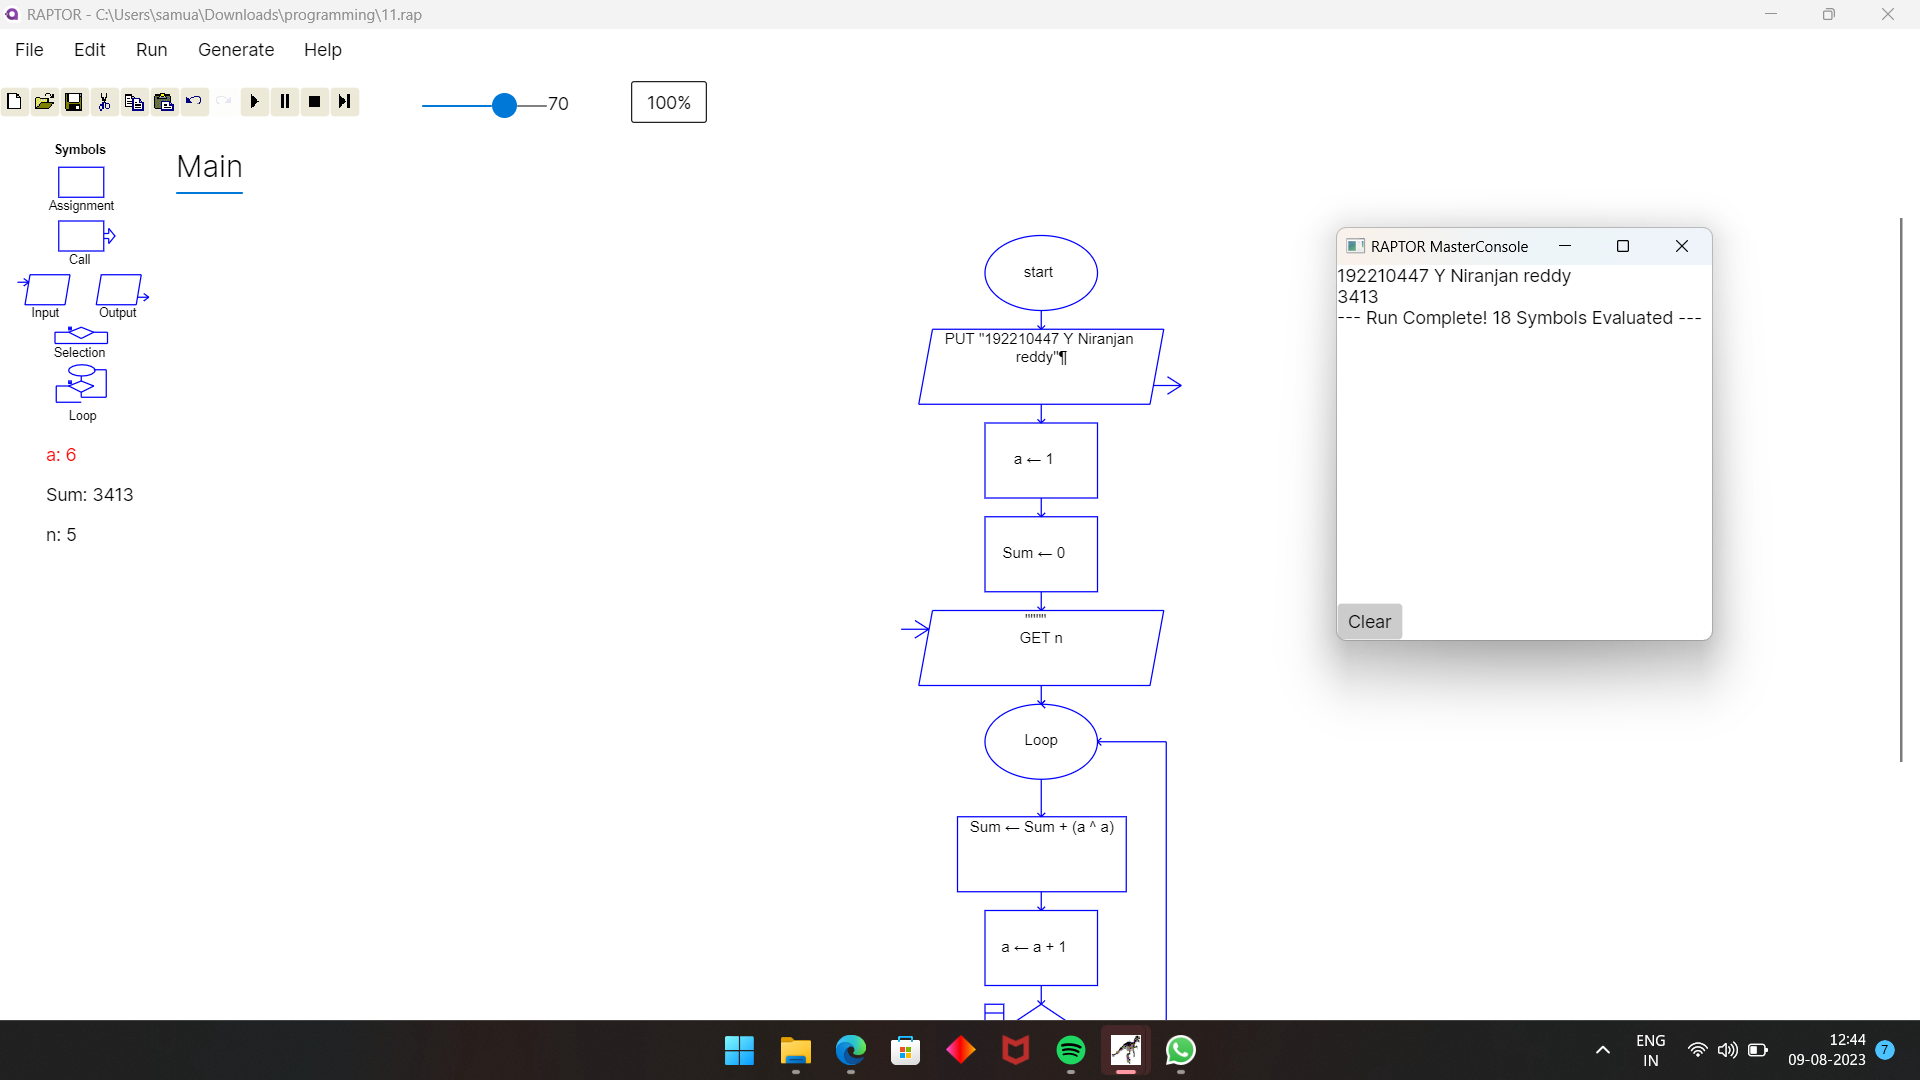 RAPTOR - C:\Users\samua\Downloads\programming\11.rap
File Edit Run Generate Help
70
100%
Symbols
Assignment
Call
Input Output
Selection
Loop
a: 6
Sum: 3413
n: 5
Main
start
PUT "192210447 Y Niranjan
reddy"¶
a ← 1
Sum ← 0
""""
GET n
Loop
Sum ← Sum + (a ^ a)
a ← a + 1
RAPTOR MasterConsole
192210447 Y Niranjan reddy
3413
--- Run Complete! 18 Symbols Evaluated ---
Clear
ENG
IN
12:44
09-08-2023
7